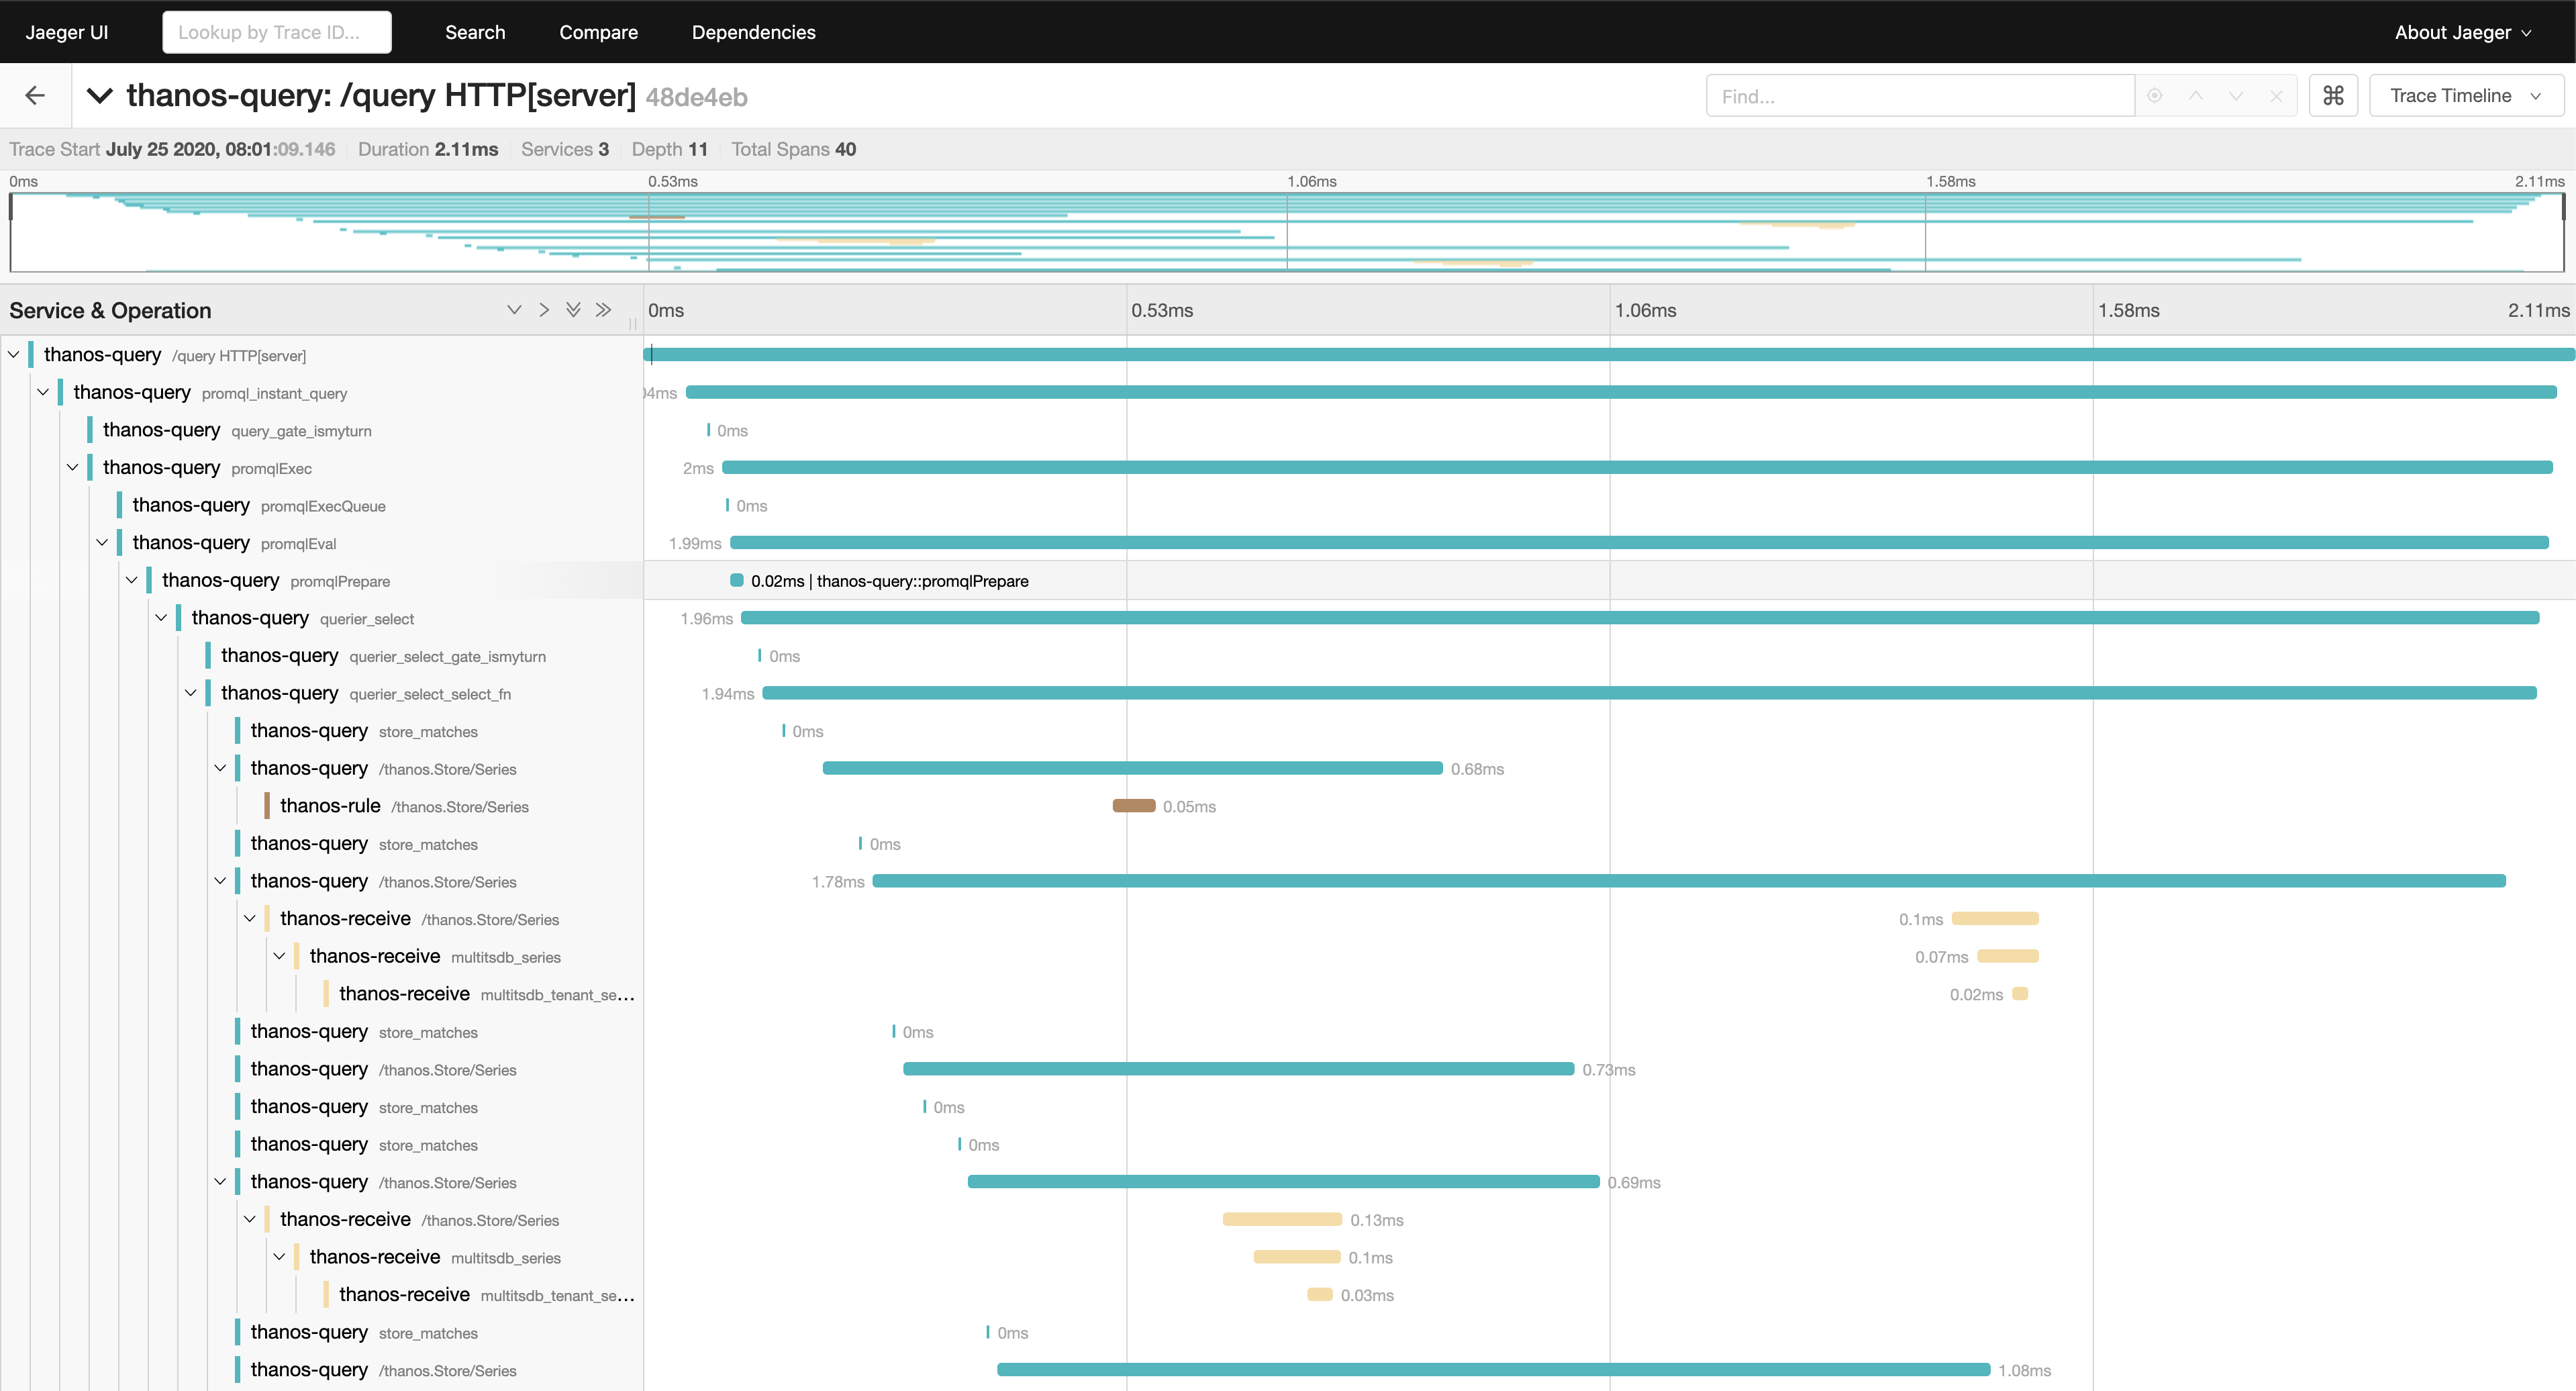 Jaeger UI Lookup by Trace ID... Search Compare Dependencies About Jaeger
thanos-query: /query HTTP[server] 48de4eb Find... ⌘ Trace Timeline
Trace Start July 25 2020, 08:01:09.146 Duration 2.11ms Services 3 Depth 11 Total Spans 40
0ms 0.53ms 1.06ms 1.58ms 2.11ms
Service & Operation 0ms 0.53ms 1.06ms 1.58ms 2.11ms
thanos-query /query HTTP[server]
thanos-query promql_instant_query 04ms
thanos-query query_gate_ismyturn 0ms
thanos-query promqlExec 2ms
thanos-query promqlExecQueue 0ms
thanos-query promqlEval 1.99ms
thanos-query promqlPrepare 0.02ms | thanos-query::promqlPrepare
thanos-query querier_select 1.96ms
thanos-query querier_select_gate_ismyturn 0ms
thanos-query querier_select_select_fn 1.94ms
thanos-query store_matches 0ms
thanos-query /thanos.Store/Series 0.68ms
thanos-rule /thanos.Store/Series 0.05ms
thanos-query store_matches 0ms
thanos-query /thanos.Store/Series 1.78ms
thanos-receive /thanos.Store/Series 0.1ms
thanos-receive multitsdb_series 0.07ms
thanos-receive multitsdb_tenant_se... 0.02ms
thanos-query store_matches 0ms
thanos-query /thanos.Store/Series 0.73ms
thanos-query store_matches 0ms
thanos-query store_matches 0ms
thanos-query /thanos.Store/Series 0.69ms
thanos-receive /thanos.Store/Series 0.13ms
thanos-receive multitsdb_series 0.1ms
thanos-receive multitsdb_tenant_se... 0.03ms
thanos-query store_matches 0ms
thanos-query /thanos.Store/Series 1.08ms